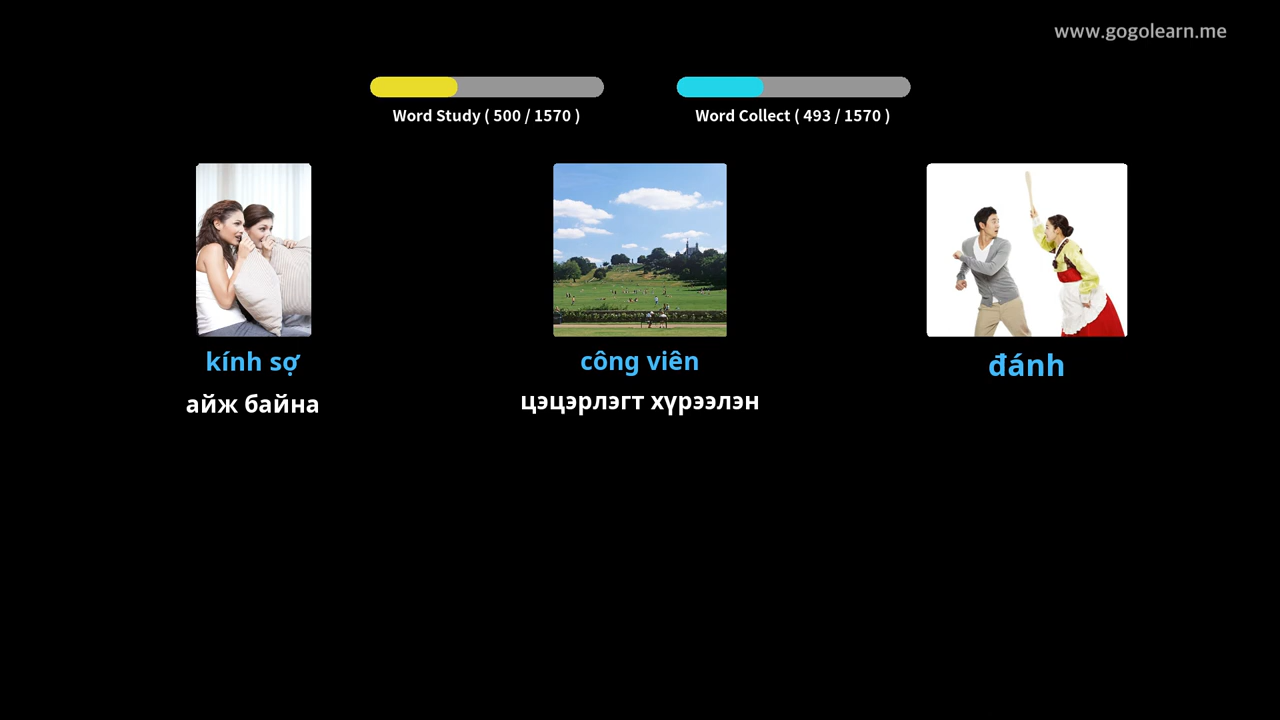 www.gogolearn.me
Word Study ( 500 / 1570 )
Word Collect ( 493 / 1570 )
kính sợ
айж байна
công viên
цэцэрлэгт хүрээлэн
đánh